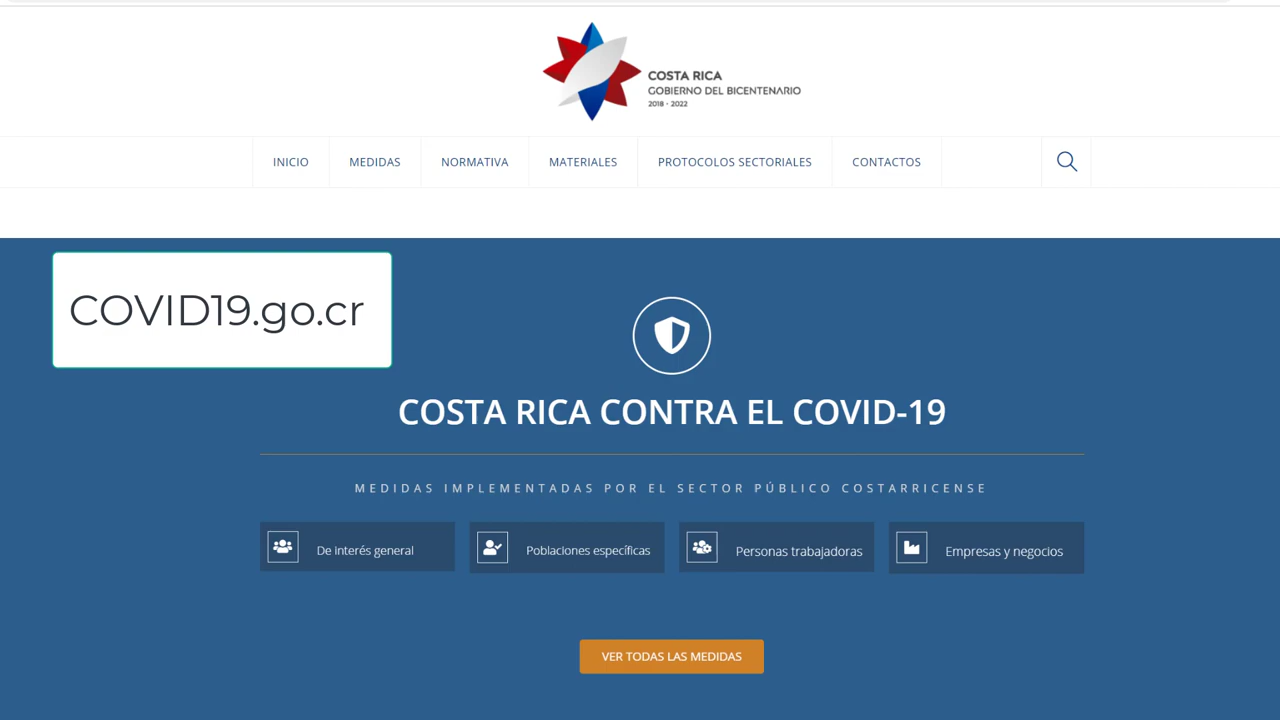 COSTA RICA
GOBIERNO DEL BICENTENARIO
2018 - 2022
INICIO
MEDIDAS
NORMATIVA
MATERIALES
PROTOCOLOS SECTORIALES
CONTACTOS
COVID19.go.cr
COSTA RICA CONTRA EL COVID-19
MEDIDAS IMPLEMENTADAS POR EL SECTOR PÚBLICO COSTARRICENSE
De interés general
Poblaciones específicas
Personas trabajadoras
Empresas y negocios
VER TODAS LAS MEDIDAS